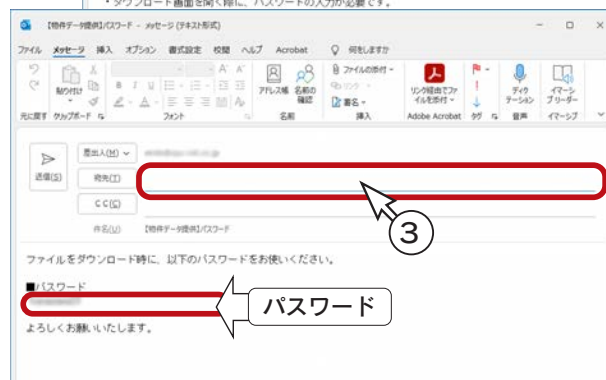 ・ダウンロード画面を開く際に、パスワードの入力が必要です。
【物件データ提供】パスワード - メッセージ (テキスト形式)
ファイル メッセージ 挿入 オプション 書式設定 校閲 ヘルプ Acrobat 何をしますか
貼り付け
B I U
A A
アドレス帳 名前の確認
ファイルの添付
リンク
署名
リンク経由でファイルを添付
ディクテーション
イマーシブ リーダー
元に戻す クリップボード フォント 名前 挿入 Adobe Acrobat タグ 音声 イマーシブ
送信(S)
差出人(M)
宛先(T)
CC(C)
件名(U) 【物件データ提供】パスワード
3
ファイルをダウンロード時に、以下のパスワードをお使いください。
■パスワード
パスワード
よろしくお願いいたします。